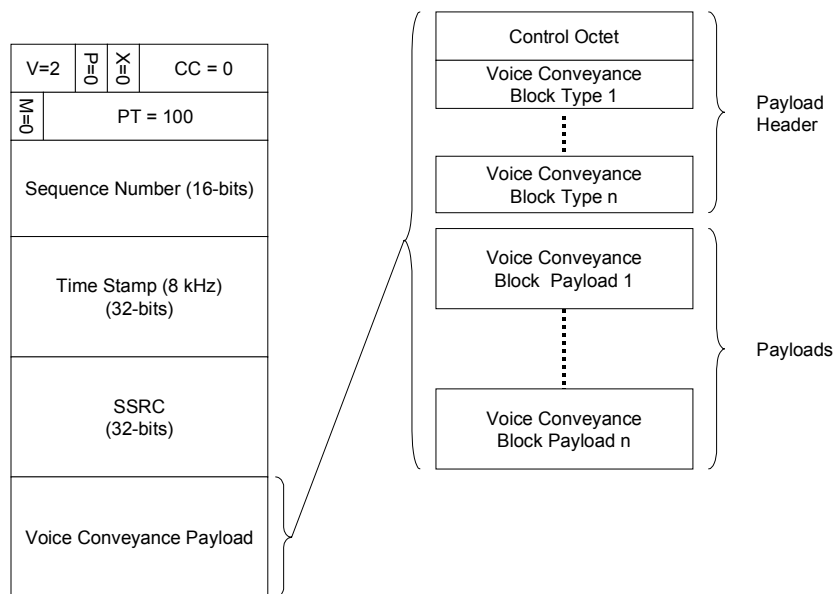 V=2
P=0
X=0
CC = 0
M=0
PT = 100
Sequence Number (16-bits)
Time Stamp (8 kHz)
(32-bits)
SSRC
(32-bits)
Voice Conveyance Payload
Control Octet
Voice Conveyance
Block Type 1
Voice Conveyance
Block Type n
Payload
Header
Voice Conveyance
Block Payload 1
Voice Conveyance
Block Payload n
Payloads